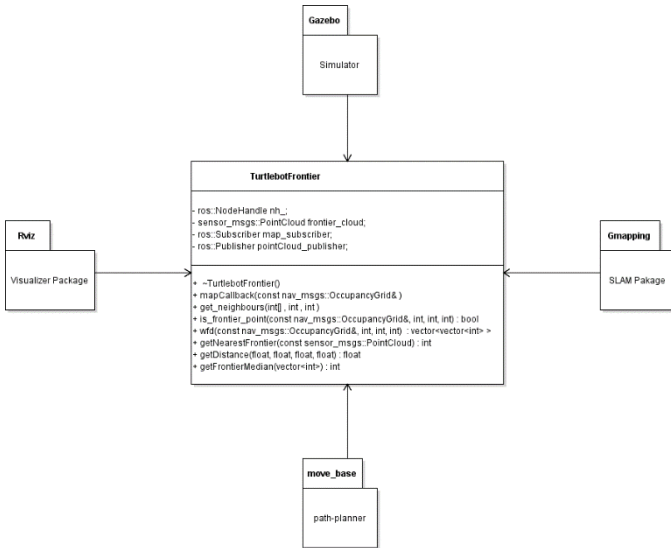 Gazebo
Simulator
TurtlebotFrontier
- ros::NodeHandle nh_;
- sensor_msgs::PointCloud frontier_cloud;
- ros::Subscriber map_subscriber;
- ros::Publisher pointCloud_publisher;
Rviz
Visualizer Package
Gmapping
SLAM Pakage
+ ~TurtlebotFrontier()
+ mapCallback(const nav_msgs::OccupancyGrid& )
+ get_neighbours(int[] , int , int )
+ is_frontier_point(const nav_msgs::OccupancyGrid&, int, int, int) : bool
+ wfd(const nav_msgs::OccupancyGrid&, int, int, int) : vector<vector<int> >
+ getNearestFrontier(const sensor_msgs::PointCloud) : int
+ getDistance(float, float, float, float) : float
+ getFrontierMedian(vector<int>) : int
move_base
path-planner